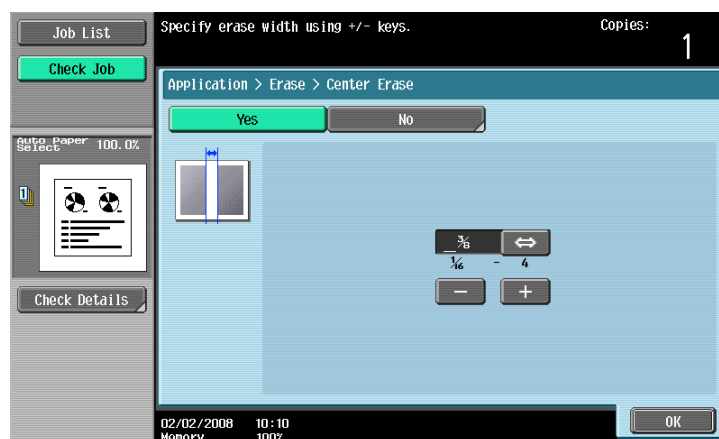 Job List
Check Job
Specify erase width using +/- keys.
Copies:
1
Application > Erase > Center Erase
Yes
No
Auto Paper Select
100.0%
1
3/8
1/16 - 4
− +
Check Details
02/02/2008 10:10
Memory 100%
OK